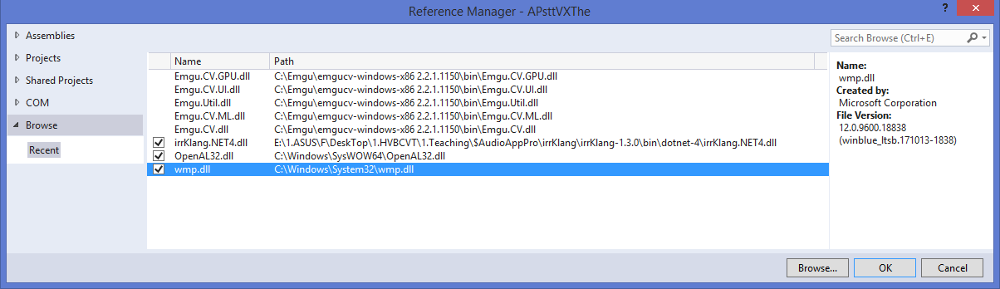 Reference Manager - APsttVXThe
?
Assemblies
Projects
Shared Projects
COM
Browse
Recent
Name Path
Emgu.CV.GPU.dll C:\Emgu\emgucv-windows-x86 2.2.1.1150\bin\Emgu.CV.GPU.dll
Emgu.CV.UI.dll C:\Emgu\emgucv-windows-x86 2.2.1.1150\bin\Emgu.CV.UI.dll
Emgu.Util.dll C:\Emgu\emgucv-windows-x86 2.2.1.1150\bin\Emgu.Util.dll
Emgu.CV.ML.dll C:\Emgu\emgucv-windows-x86 2.2.1.1150\bin\Emgu.CV.ML.dll
Emgu.CV.dll C:\Emgu\emgucv-windows-x86 2.2.1.1150\bin\Emgu.CV.dll
irrKlang.NET4.dll E:\1.ASUS\F\DeskTop\1.HVBCVT\1.Teaching\$AudioAppPro\irrKlang\irrKlang-1.3.0\bin\dotnet-4\irrKlang.NET4.dll
OpenAL32.dll C:\Windows\SysWOW64\OpenAL32.dll
wmp.dll C:\Windows\System32\wmp.dll
Search Browse (Ctrl+E)
Name:
wmp.dll
Created by:
Microsoft Corporation
File Version:
12.0.9600.18838
(winblue_ltsb.171013-1838)
Browse... OK Cancel